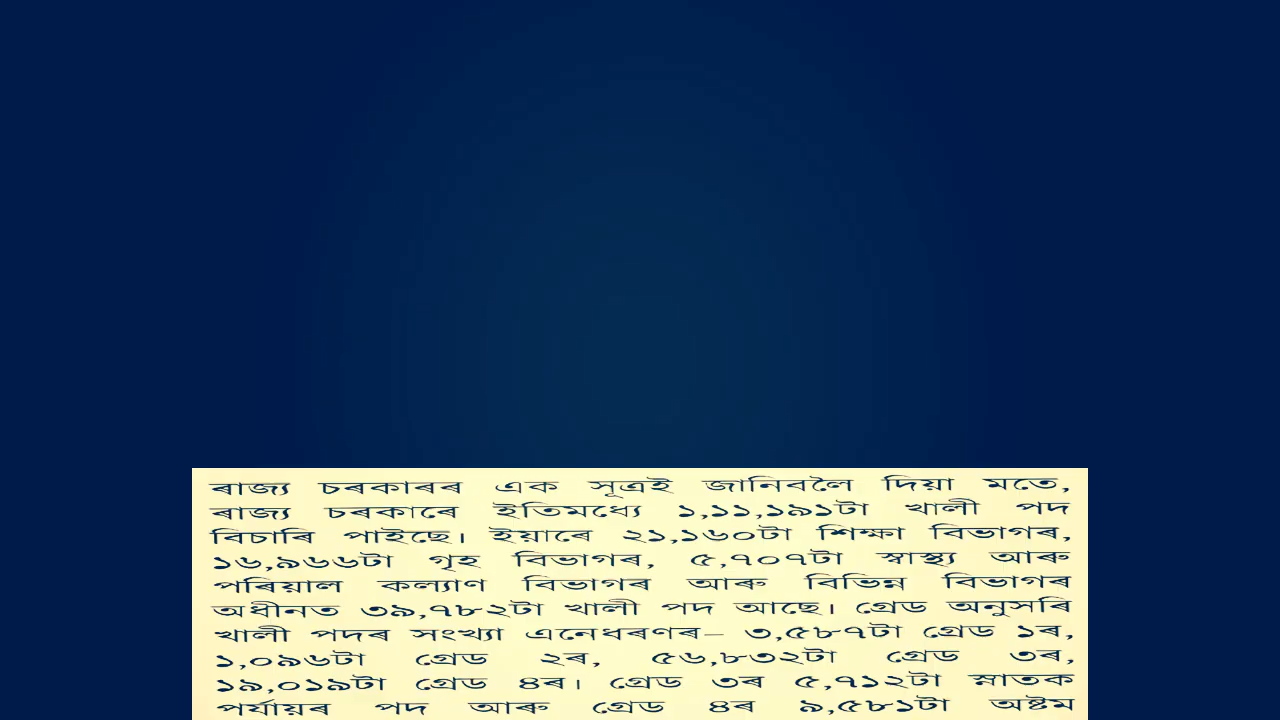 ৰাজ্য চৰকাৰৰ এক সূত্ৰই জানিবলৈ দিয়া মতে,
ৰাজ্য চৰকাৰে ইতিমধ্যে ১,১১,১৯১টা খালী পদ
বিচাৰি পাইছে। ইয়াৰে ২১,১৬০টা শিক্ষা বিভাগৰ,
১৬,৯৬৬টা গৃহ বিভাগৰ, ৫,৭০৭টা স্বাস্থ্য আৰু
পৰিয়াল কল্যাণ বিভাগৰ আৰু বিভিন্ন বিভাগৰ
অধীনত ৩৯,৭৮২টা খালী পদ আছে। গ্ৰেড অনুসৰি
খালী পদৰ সংখ্যা এনেধৰণৰ– ৩,৫৮৭টা গ্ৰেড ১ৰ,
১,০৯৬টা গ্ৰেড ২ৰ, ৫৬,৮৩২টা গ্ৰেড ৩ৰ,
১৯,০১৯টা গ্ৰেড ৪ৰ। গ্ৰেড ৩ৰ ৫,৭১২টা স্নাতক
পৰ্যায়ৰ পদ আৰু গ্ৰেড ৪ৰ ৯,৫৮১টা অষ্টম